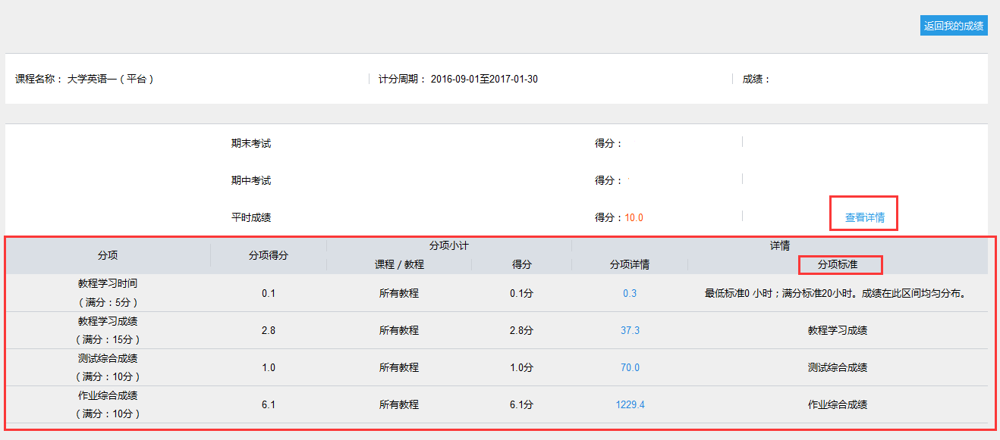 返回我的成绩
课程名称： 大学英语一（平台） 计分周期： 2016-09-01至2017-01-30 成绩：
期末考试 得分：
期中考试 得分：
平时成绩 得分：10.0 查看详情
分项 分项得分 分项小计 详情
课程 / 教程 得分 分项详情 分项标准
教程学习时间
（满分：5分） 0.1 所有教程 0.1分 0.3 最低标准0 小时；满分标准20小时。成绩在此区间均匀分布。
教程学习成绩
（满分：15分） 2.8 所有教程 2.8分 37.3 教程学习成绩
测试综合成绩
（满分：10分） 1.0 所有教程 1.0分 70.0 测试综合成绩
作业综合成绩
（满分：10分） 6.1 所有教程 6.1分 1229.4 作业综合成绩